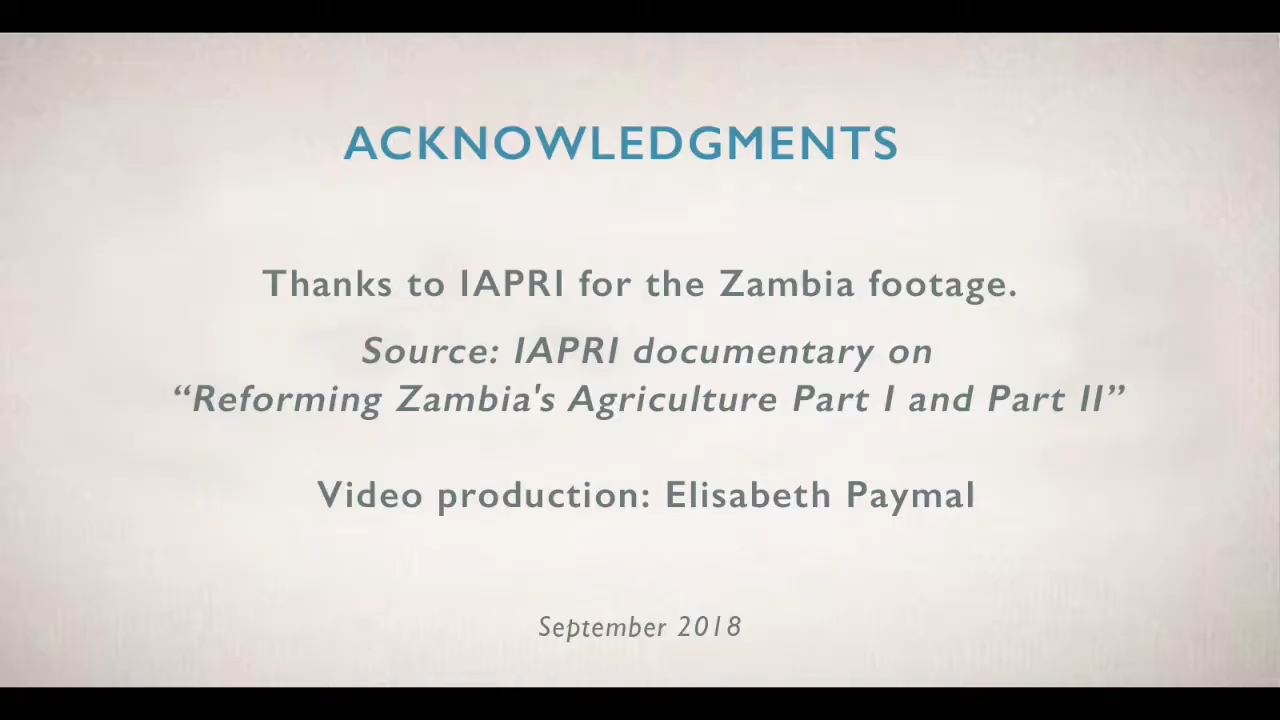 ACKNOWLEDGMENTS
Thanks to IAPRI for the Zambia footage.
Source: IAPRI documentary on
“Reforming Zambia's Agriculture Part I and Part II”
Video production: Elisabeth Paymal
September 2018